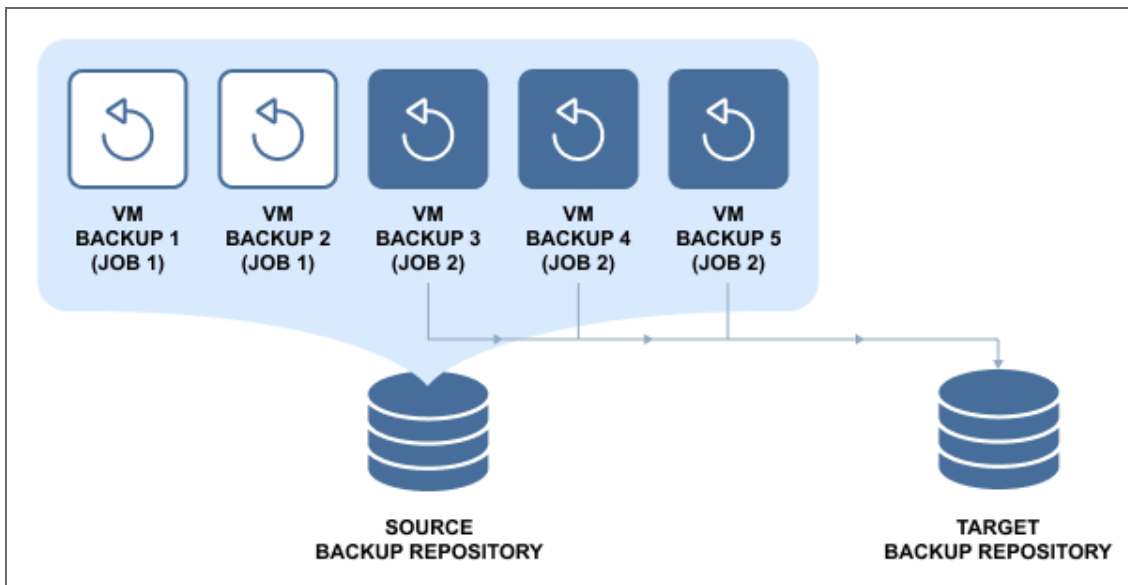 VM
BACKUP 1
(JOB 1)
VM
BACKUP 2
(JOB 1)
VM
BACKUP 3
(JOB 2)
VM
BACKUP 4
(JOB 2)
VM
BACKUP 5
(JOB 2)
SOURCE
BACKUP REPOSITORY
TARGET
BACKUP REPOSITORY